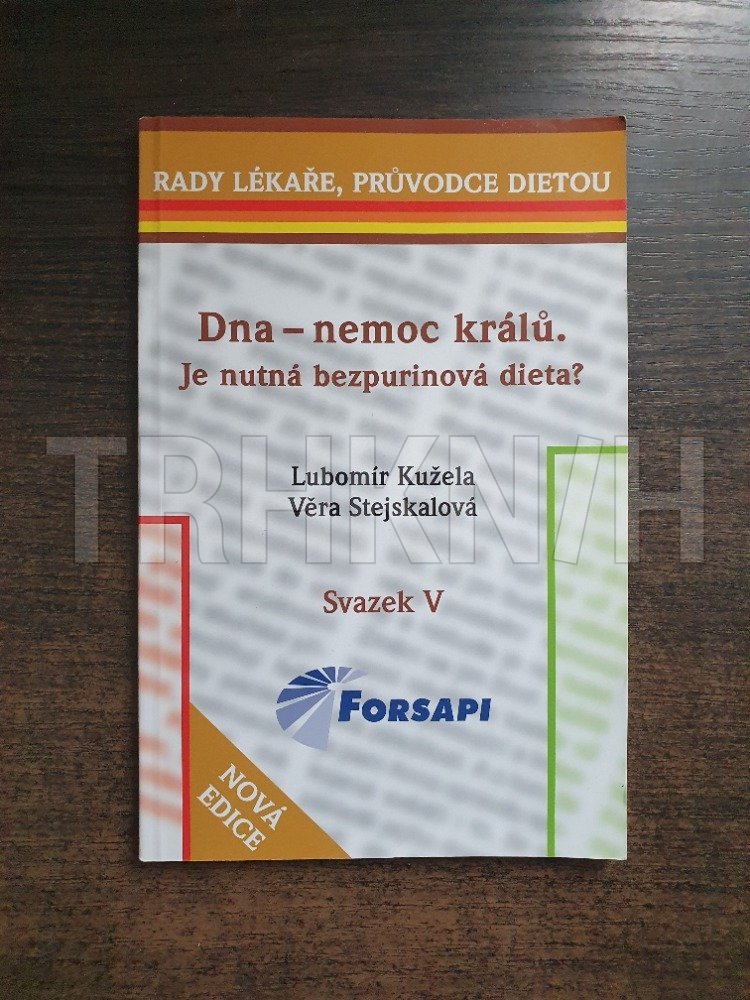 RADY LÉKAŘE, PRŮVODCE DIETOU
Dna – nemoc králů.
Je nutná bezpurinová dieta?
TRHKNIH
Lubomír Kužela
Věra Stejskalová
Svazek V
FORSAPI
NOVÁ
EDICE